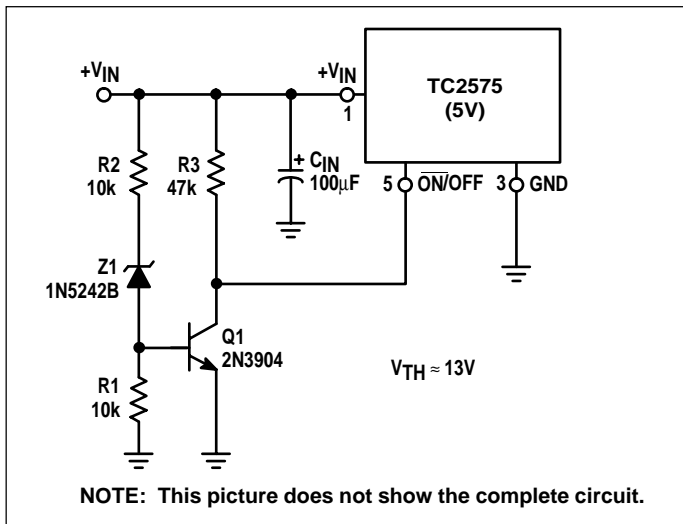 +VIN
+VIN
1
TC2575
(5V)
R2
10k
R3
47k
+ CIN
100µF
5
ON/OFF
3
GND
Z1
1N5242B
Q1
2N3904
VTH ≈ 13V
R1
10k
NOTE: This picture does not show the complete circuit.